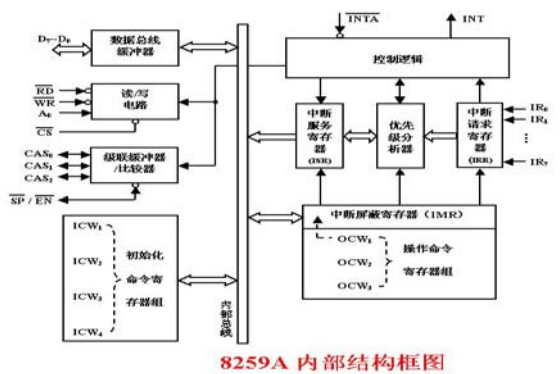 INTA
INT
D₇~D₀
数据总线
缓冲器
控制逻辑
RD
WR
A₀
CS
读/写
电路
中断
服务
寄存
器
(ISR)
优先
级分
析器
中断
请求
寄存
器
(IRR)
IR₀
IR₁
⋮
IR₇
CAS₀
CAS₁
CAS₂
SP / EN
级联缓冲器
/比较器
中断屏蔽寄存器（IMR）
OCW₁
OCW₂
OCW₃
操作命令
寄存器组
ICW₁
ICW₂
ICW₃
ICW₄
初始化
命令寄
存器组
内部总线
8259A 内部结构框图